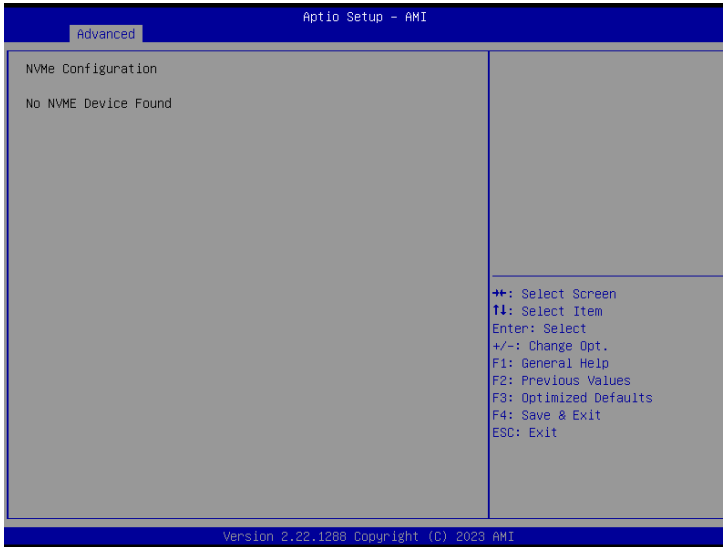 Aptio Setup – AMI
Advanced
NVMe Configuration
No NVME Device Found
→←: Select Screen
↑↓: Select Item
Enter: Select
+/-: Change Opt.
F1: General Help
F2: Previous Values
F3: Optimized Defaults
F4: Save & Exit
ESC: Exit
Version 2.22.1288 Copyright (C) 2023 AMI